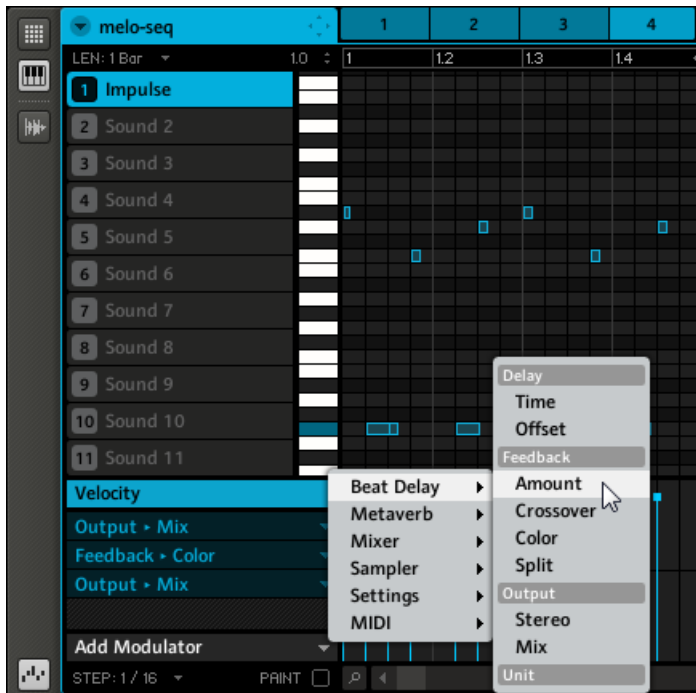 melo-seq
1 2 3 4
LEN: 1 Bar 1.0 1 1.2 1.3 1.4
1 Impulse
2 Sound 2
3 Sound 3
4 Sound 4
5 Sound 5
6 Sound 6
7 Sound 7
8 Sound 8
9 Sound 9
10 Sound 10
11 Sound 11
Velocity
Output ▸ Mix
Feedback ▸ Color
Output ▸ Mix
Add Modulator
STEP: 1 / 16 PAINT
Beat Delay
Metaverb
Mixer
Sampler
Settings
MIDI
Delay
Time
Offset
Feedback
Amount
Crossover
Color
Split
Output
Stereo
Mix
Unit